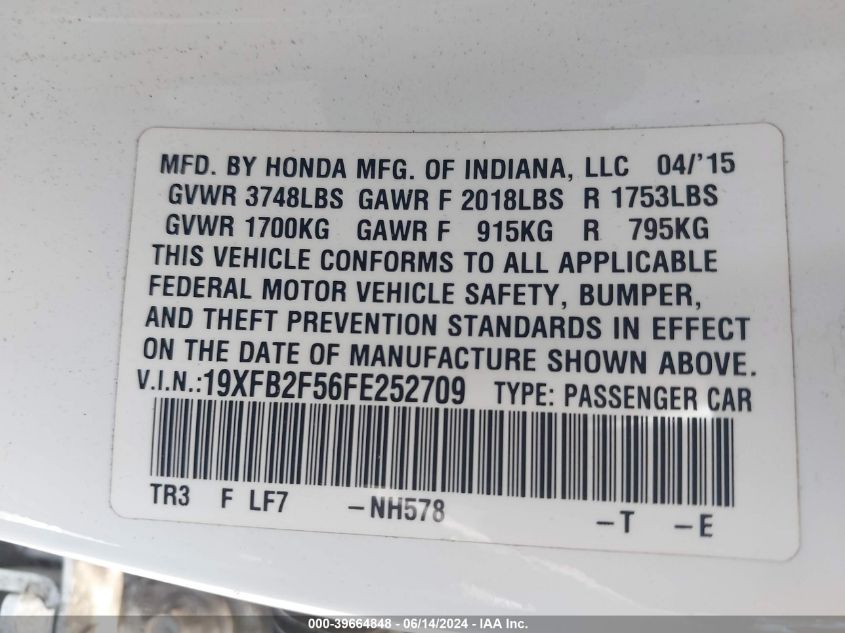 MFD. BY HONDA MFG. OF INDIANA, LLC 04/'15
GVWR 3748LBS GAWR F 2018LBS R 1753LBS
GVWR 1700KG GAWR F 915KG R 795KG
THIS VEHICLE CONFORMS TO ALL APPLICABLE
FEDERAL MOTOR VEHICLE SAFETY, BUMPER,
AND THEFT PREVENTION STANDARDS IN EFFECT
ON THE DATE OF MANUFACTURE SHOWN ABOVE.
V.I.N.:19XFB2F56FE252709 TYPE: PASSENGER CAR
TR3 F LF7 -NH578 -T -E
000-39664848 - 06/14/2024 - IAA Inc.